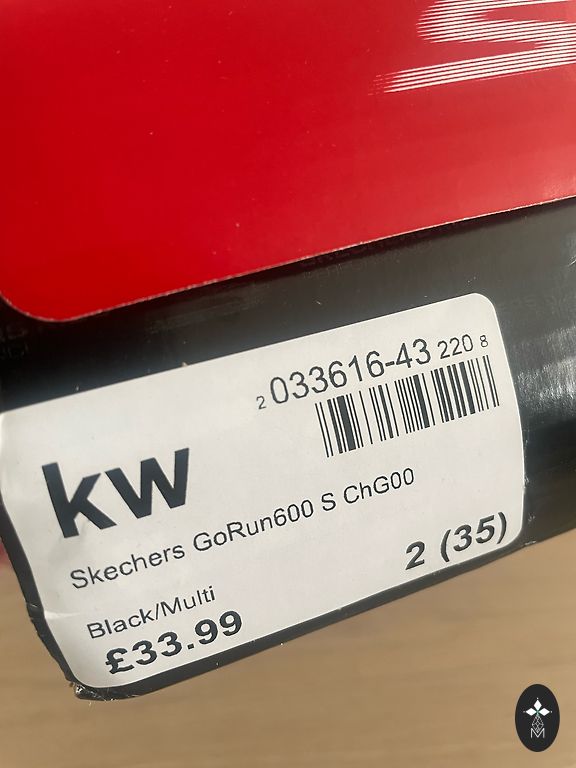 S
2 033616-43 220 8
kw
Skechers GoRun600 S ChG00
2 (35)
Black/Multi
£33.99
M